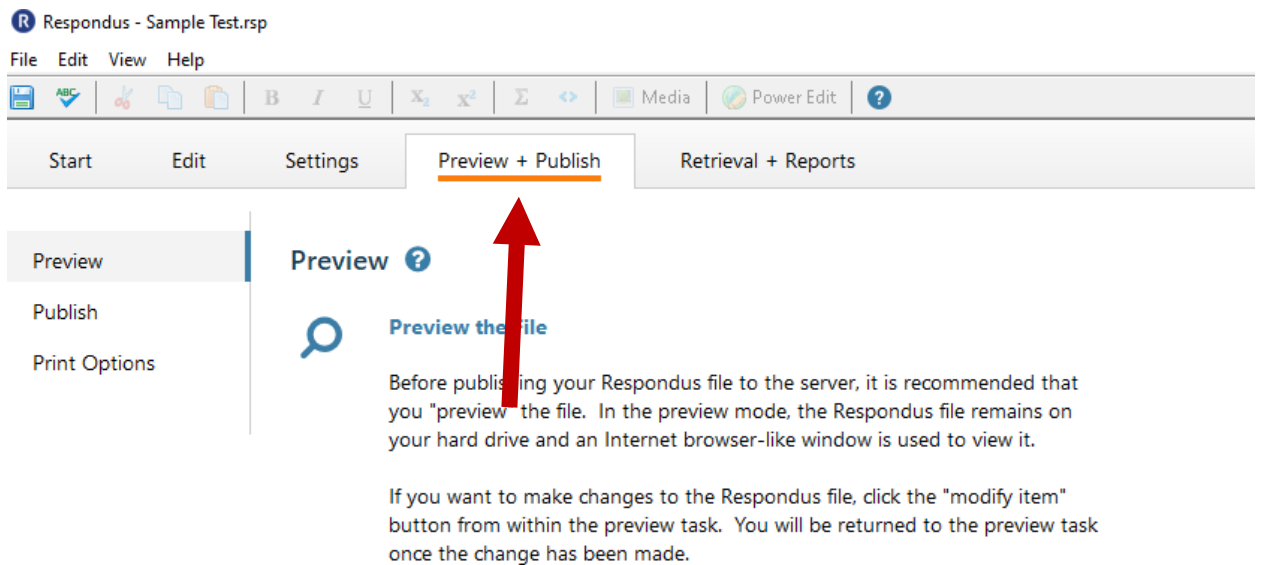 Respondus - Sample Test.rsp
File Edit View Help
ABC B I U X₂ X² Σ <> Media Power Edit ?
Start Edit Settings Preview + Publish Retrieval + Reports
Preview
Publish
Print Options
Preview ?
Preview the File
Before publishing your Respondus file to the server, it is recommended that
you "preview" the file. In the preview mode, the Respondus file remains on
your hard drive and an Internet browser-like window is used to view it.
If you want to make changes to the Respondus file, click the "modify item"
button from within the preview task. You will be returned to the preview task
once the change has been made.